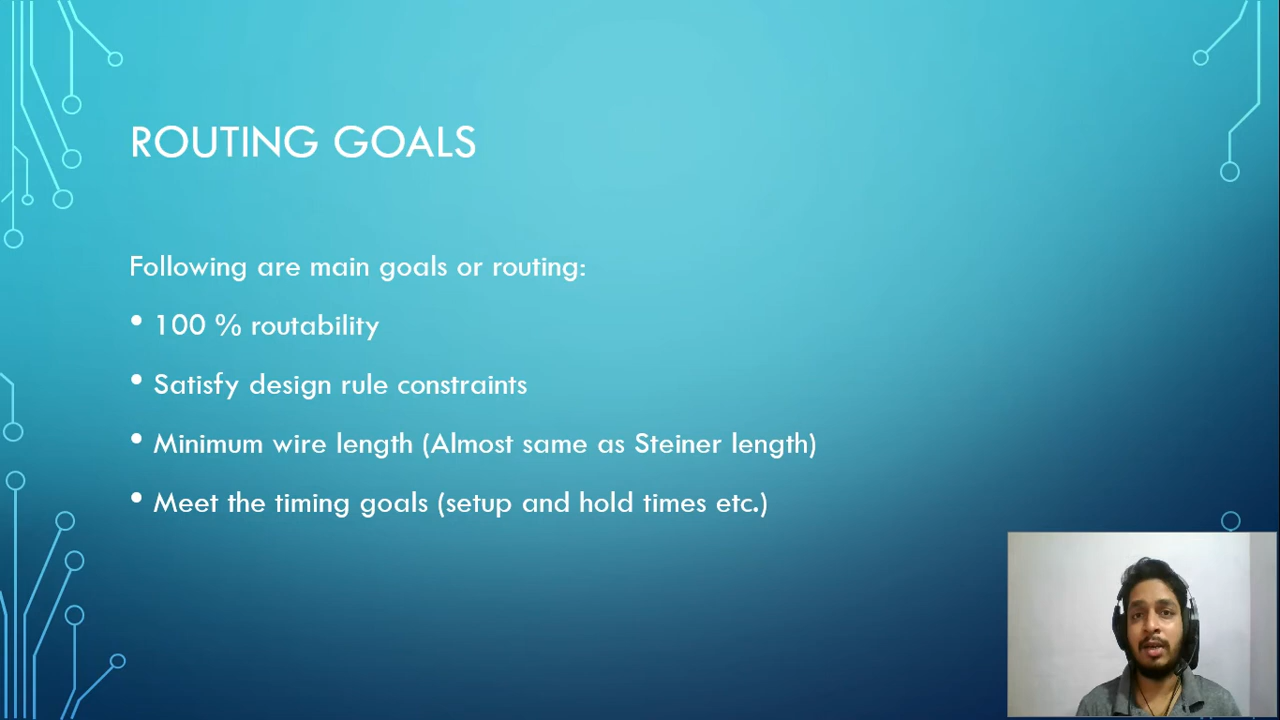 ROUTING GOALS
Following are main goals or routing:
• 100 % routability
• Satisfy design rule constraints
• Minimum wire length (Almost same as Steiner length)
• Meet the timing goals (setup and hold times etc.)